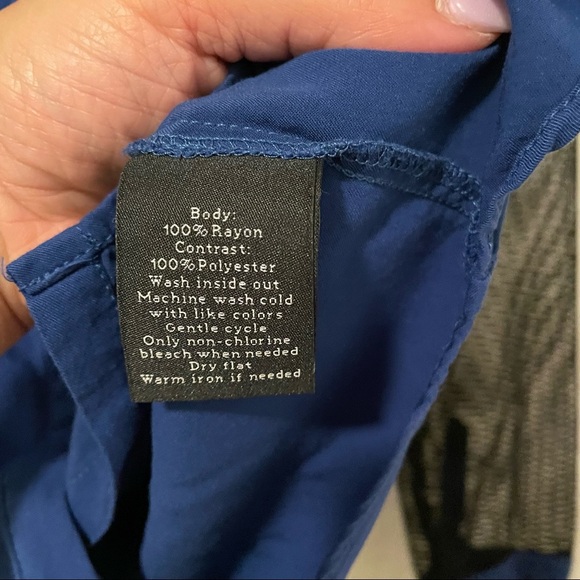 Body:
100% Rayon
Contrast:
100% Polyester
Wash inside out
Machine wash cold
with like colors
Gentle cycle
Only non-chlorine
bleach when needed
Dry flat
Warm iron if needed